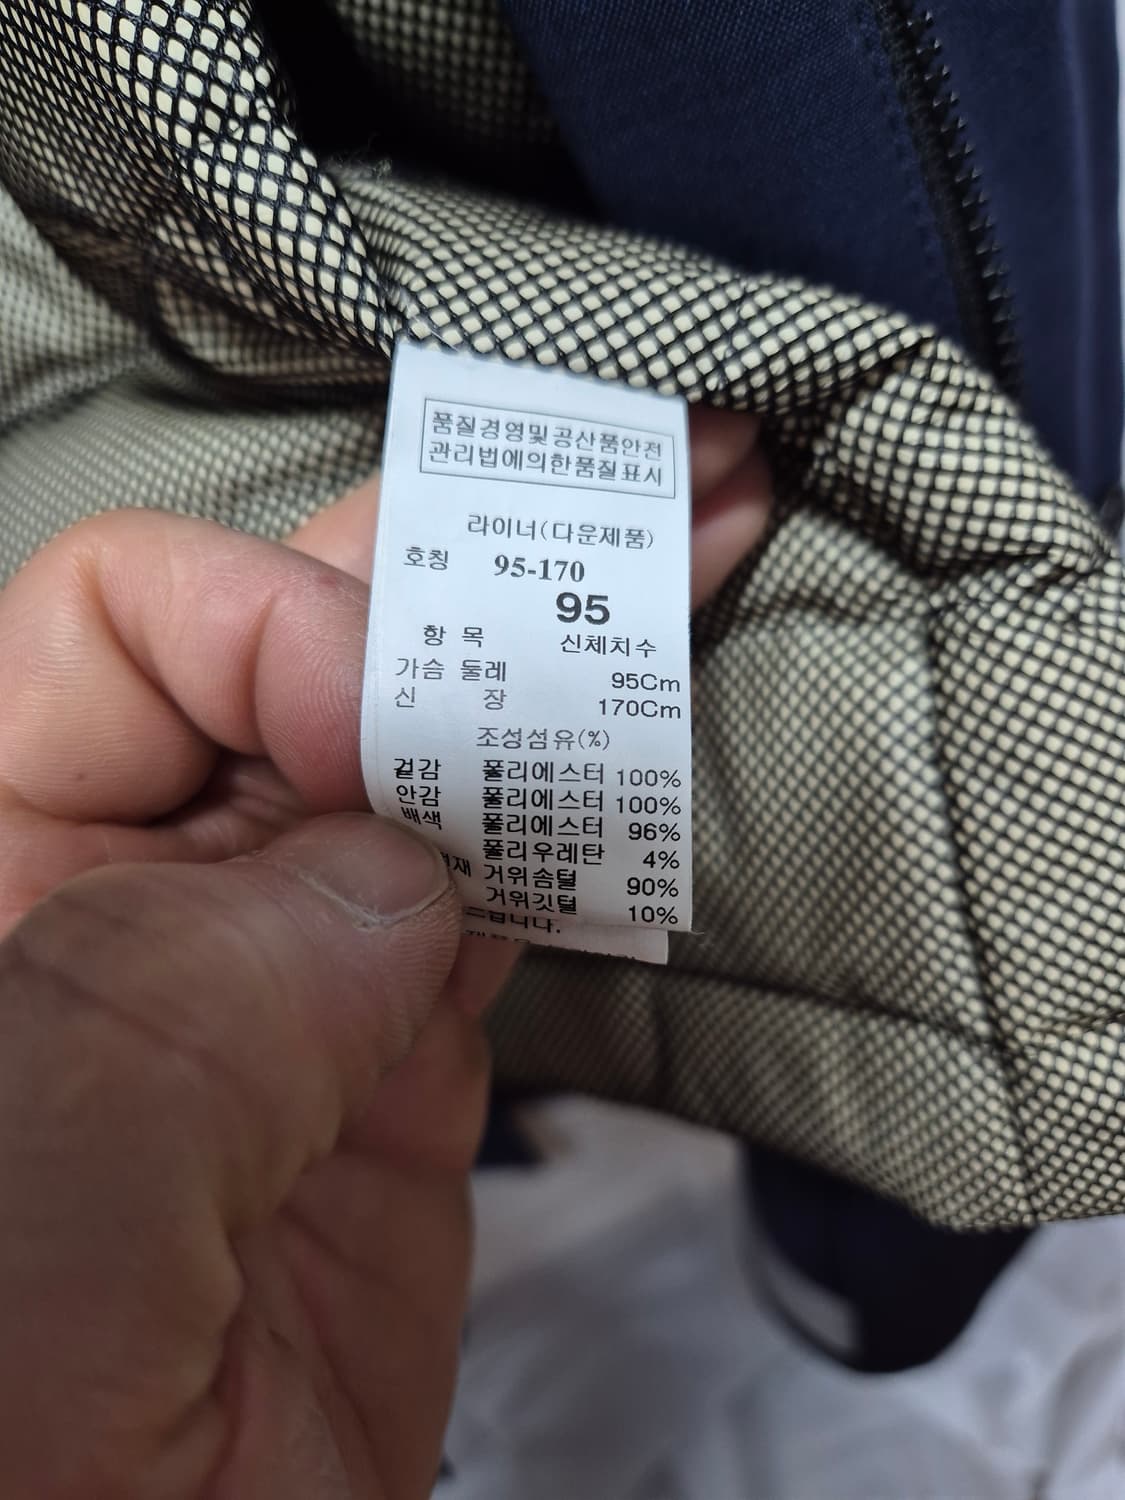 품질경영및공산품안전
관리법에의한품질표시
라이너(다운제품)
호칭 95-170
95
항 목 신체치수
가슴 둘레 95Cm
신 장 170Cm
조성섬유(%)
겉감 폴리에스터 100%
안감 폴리에스터 100%
배색 폴리에스터 96%
폴리우레탄 4%
거위솜털 90%
거위깃털 10%